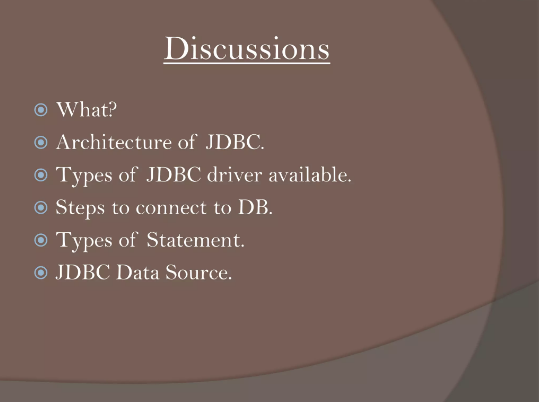 Discussions
What?
Architecture of JDBC.
Types of JDBC driver available.
Steps to connect to DB.
Types of Statement.
JDBC Data Source.